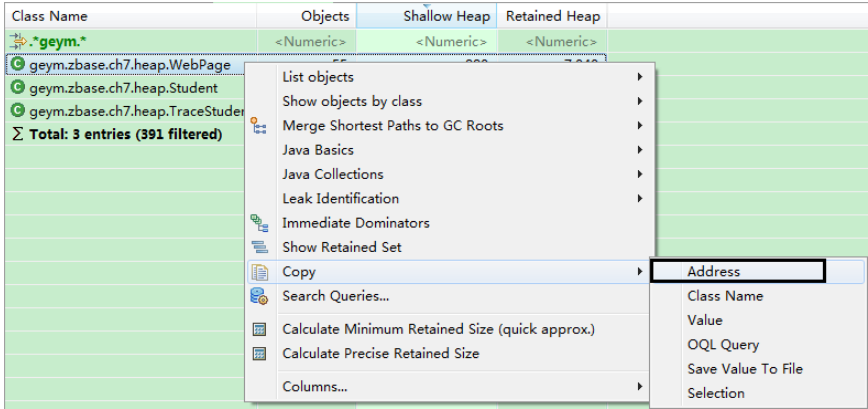 Class Name Objects Shallow Heap Retained Heap
.*geym.* <Numeric> <Numeric> <Numeric>
geym.zbase.ch7.heap.WebPage
geym.zbase.ch7.heap.Student
geym.zbase.ch7.heap.TraceStuden
Σ Total: 3 entries (391 filtered)
List objects
Show objects by class
Merge Shortest Paths to GC Roots
Java Basics
Java Collections
Leak Identification
Immediate Dominators
Show Retained Set
Copy
Search Queries...
Calculate Minimum Retained Size (quick approx.)
Calculate Precise Retained Size
Columns...
Address
Class Name
Value
OQL Query
Save Value To File
Selection